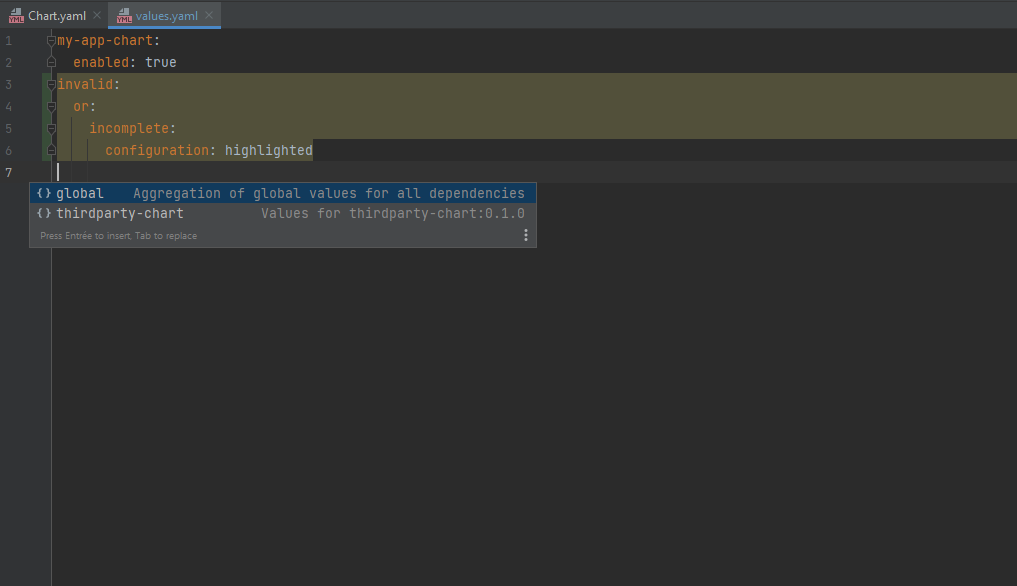 YML Chart.yaml YML values.yaml
1 my-app-chart:
2   enabled: true
3 invalid:
4   or:
5     incomplete:
6       configuration: highlighted
7
{} global Aggregation of global values for all dependencies
{} thirdparty-chart Values for thirdparty-chart:0.1.0
Press Entrée to insert, Tab to replace